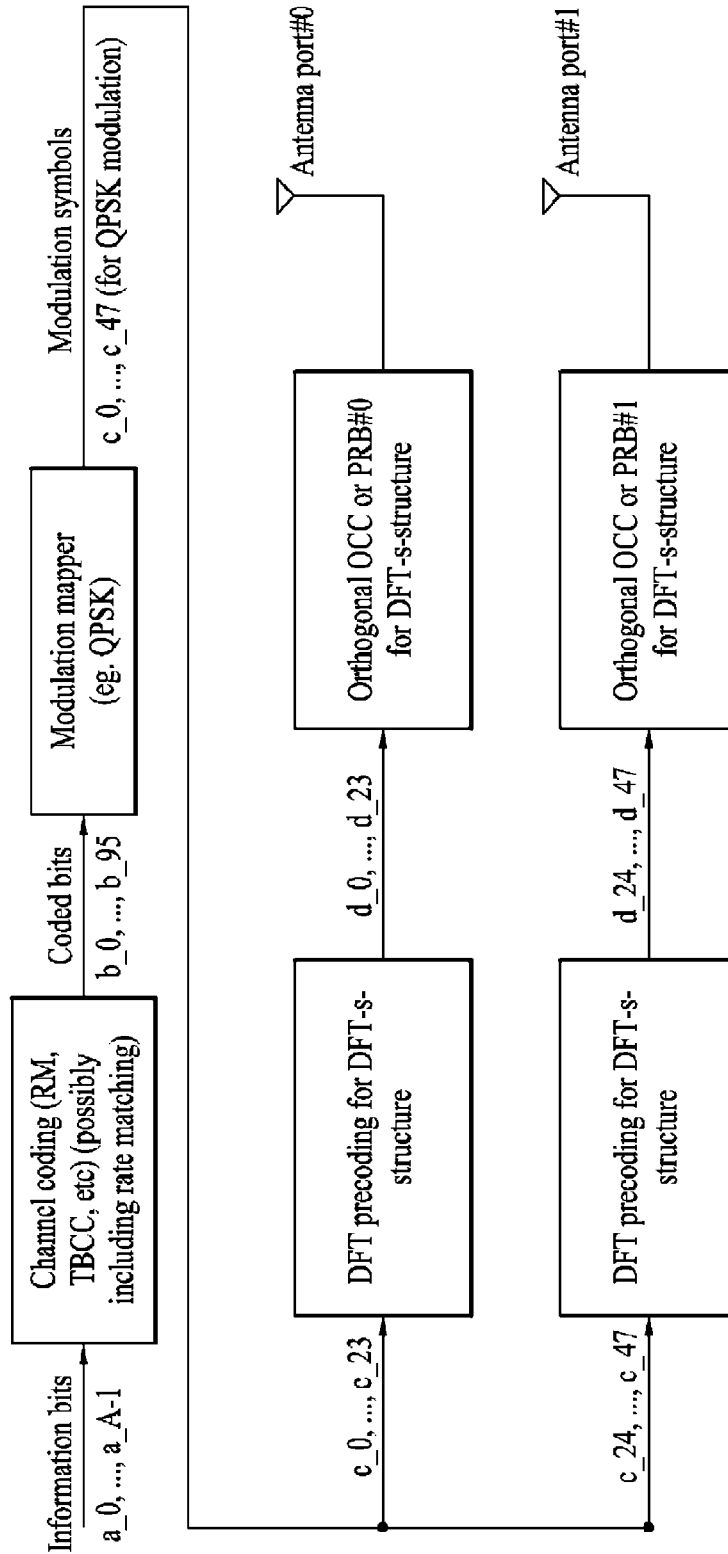 Information bits
a_0, ..., a_A-1
Channel coding (RM,
TBCC, etc) (possibly
including rate matching)
Coded bits
b_0, ..., b_95
Modulation mapper
(eg. QPSK)
Modulation symbols
c_0, ..., c_47 (for QPSK modulation)
c_0, ..., c_23
DFT precoding for DFT-s-
structure
d_0, ..., d_23
Orthogonal OCC or PRB#0
for DFT-s-structure
Antenna port#0
c_24, ..., c_47
DFT precoding for DFT-s-
structure
d_24, ..., d_47
Orthogonal OCC or PRB#1
for DFT-s-structure
Antenna port#1